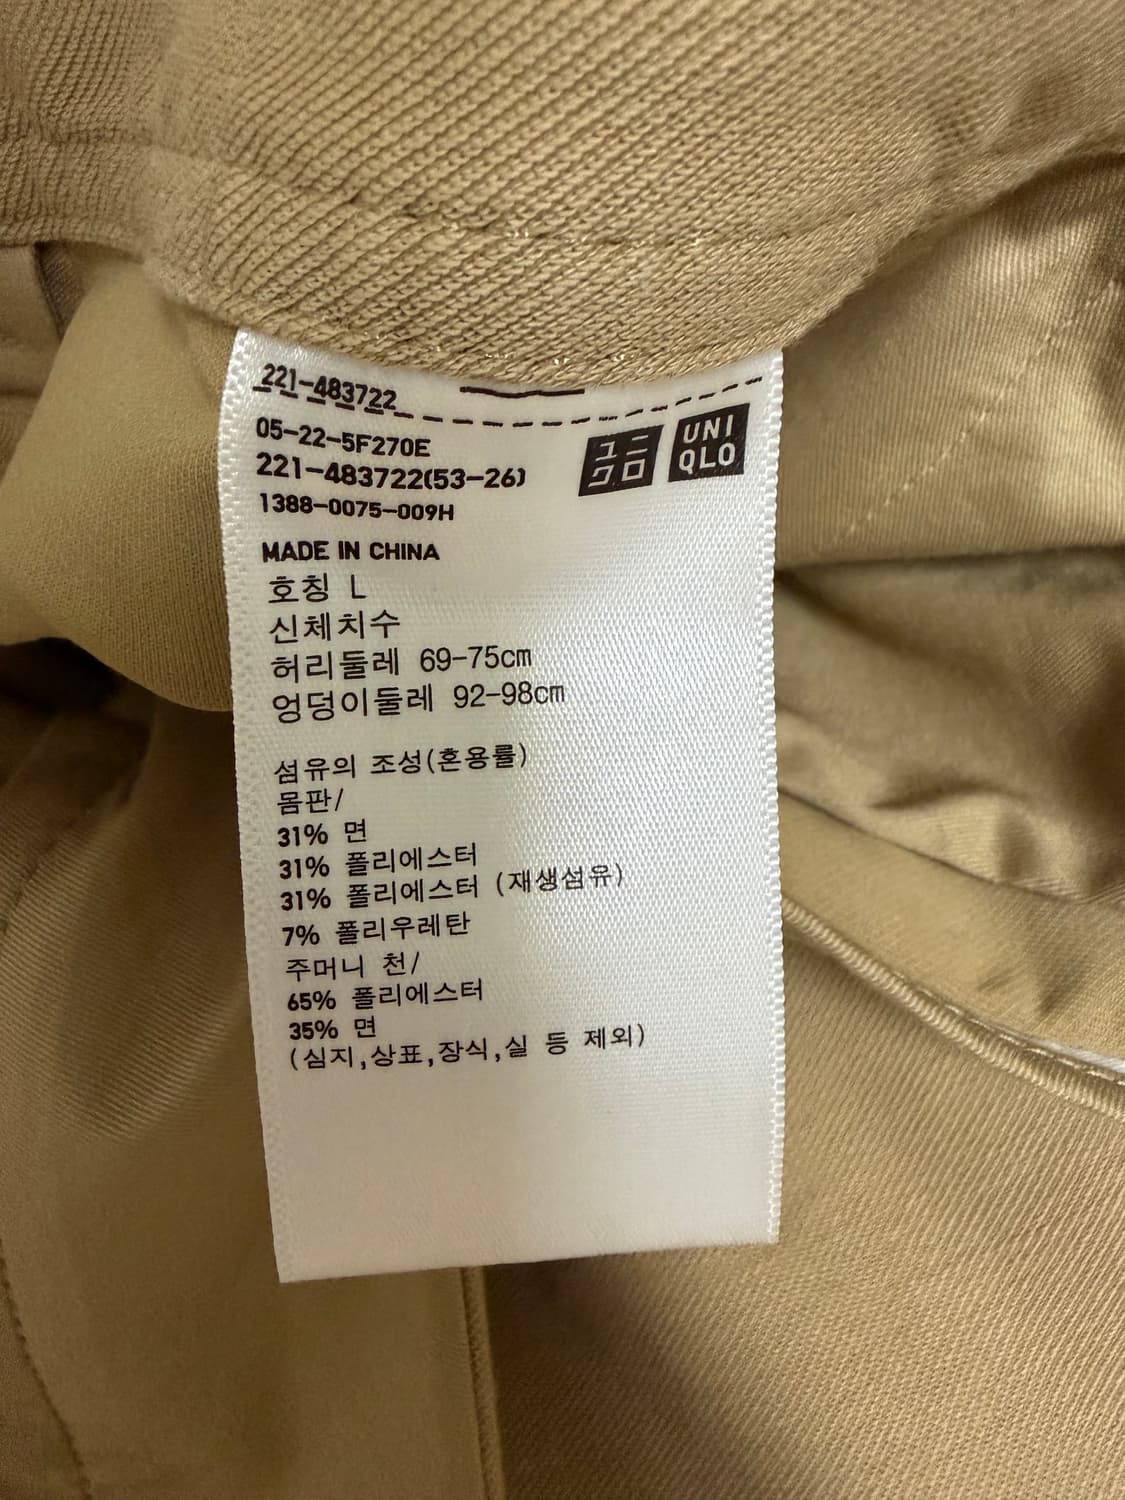 221-483722
05-22-5F270E
221-483722(53-26)
1388-0075-009H
ユニ
クロ
UNI
QLO
MADE IN CHINA
호칭 L
신체치수
허리둘레 69-75cm
엉덩이둘레 92-98cm
섬유의 조성(혼용률)
몸판/
31% 면
31% 폴리에스터
31% 폴리에스터 (재생섬유)
7% 폴리우레탄
주머니 천/
65% 폴리에스터
35% 면
(심지,상표,장식,실 등 제외)